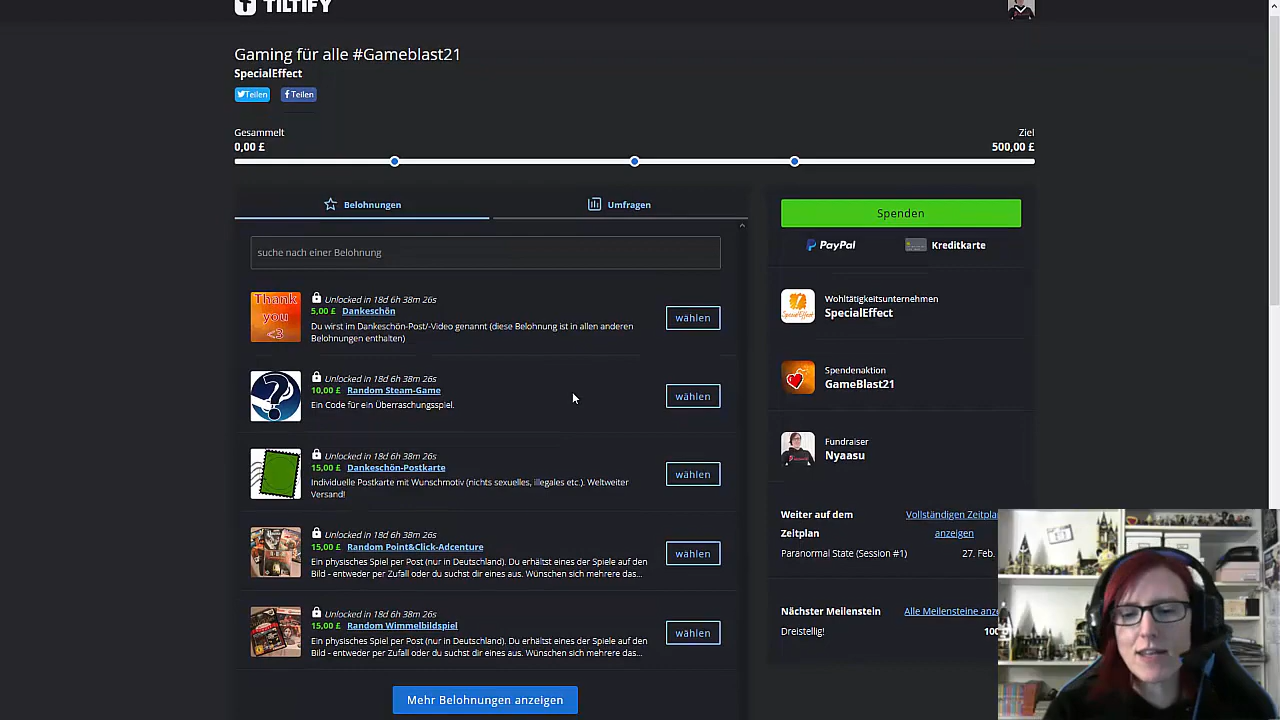 TILTIFY
Gaming für alle #Gameblast21
SpecialEffect
Teilen
Teilen
Gesammelt
0,00 £
Ziel
500,00 £
Belohnungen
Umfragen
suche nach einer Belohnung
Thank you <3
Unlocked in 18d 6h 38m 26s
5,00 £ Dankeschön
Du wirst im Dankeschön-Post/-Video genannt (diese Belohnung ist in allen anderen
Belohnungen enthalten)
wählen
Unlocked in 18d 6h 38m 26s
10,00 £ Random Steam-Game
Ein Code für ein Überraschungsspiel.
wählen
Unlocked in 18d 6h 38m 26s
15,00 £ Dankeschön-Postkarte
Individuelle Postkarte mit Wunschmotiv (nichts sexuelles, illegales etc.). Weltweiter
Versand!
wählen
Unlocked in 18d 6h 38m 26s
15,00 £ Random Point&Click-Adcenture
Ein physisches Spiel per Post (nur in Deutschland). Du erhälst eines der Spiele auf den
Bild - entweder per Zufall oder du suchst dir eines aus. Wünschen sich mehrere das...
wählen
Unlocked in 18d 6h 38m 26s
15,00 £ Random Wimmelbildspiel
Ein physisches Spiel per Post (nur in Deutschland). Du erhälst eines der Spiele auf den
Bild - entweder per Zufall oder du suchst dir eines aus. Wünschen sich mehrere das...
wählen
Mehr Belohnungen anzeigen
Spenden
PayPal
Kreditkarte
Wohltätigkeitsunternehmen
SpecialEffect
Spendenaktion
GameBlast21
Fundraiser
Nyaasu
Weiter auf dem
Zeitplan
Vollständigen Zeitpla
anzeigen
Paranormal State (Session #1)
27. Feb.
Nächster Meilenstein
Alle Meilensteine anze
Dreistellig!
100